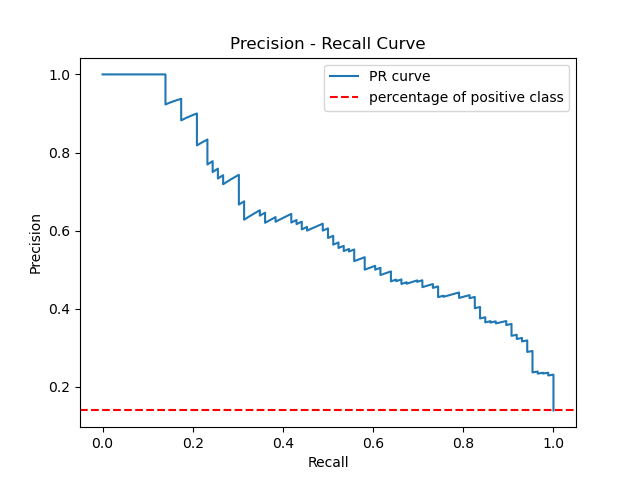 Precision - Recall Curve
PR curve
percentage of positive class
1.0
0.8
0.6
0.4
0.2
Precision
0.0 0.2 0.4 0.6 0.8 1.0
Recall